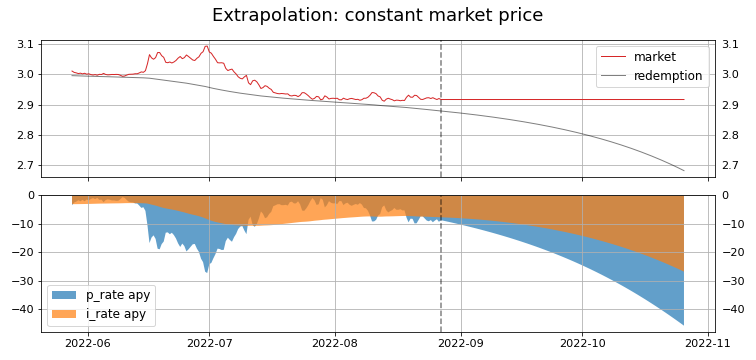 Extrapolation: constant market price
3.1 3.1
3.0 3.0
2.9 2.9
2.8 2.8
2.7 2.7
market
redemption
0 0
−10 −10
−20 −20
−30 −30
−40 −40
p_rate apy
i_rate apy
2022-06 2022-07 2022-08 2022-09 2022-10 2022-11